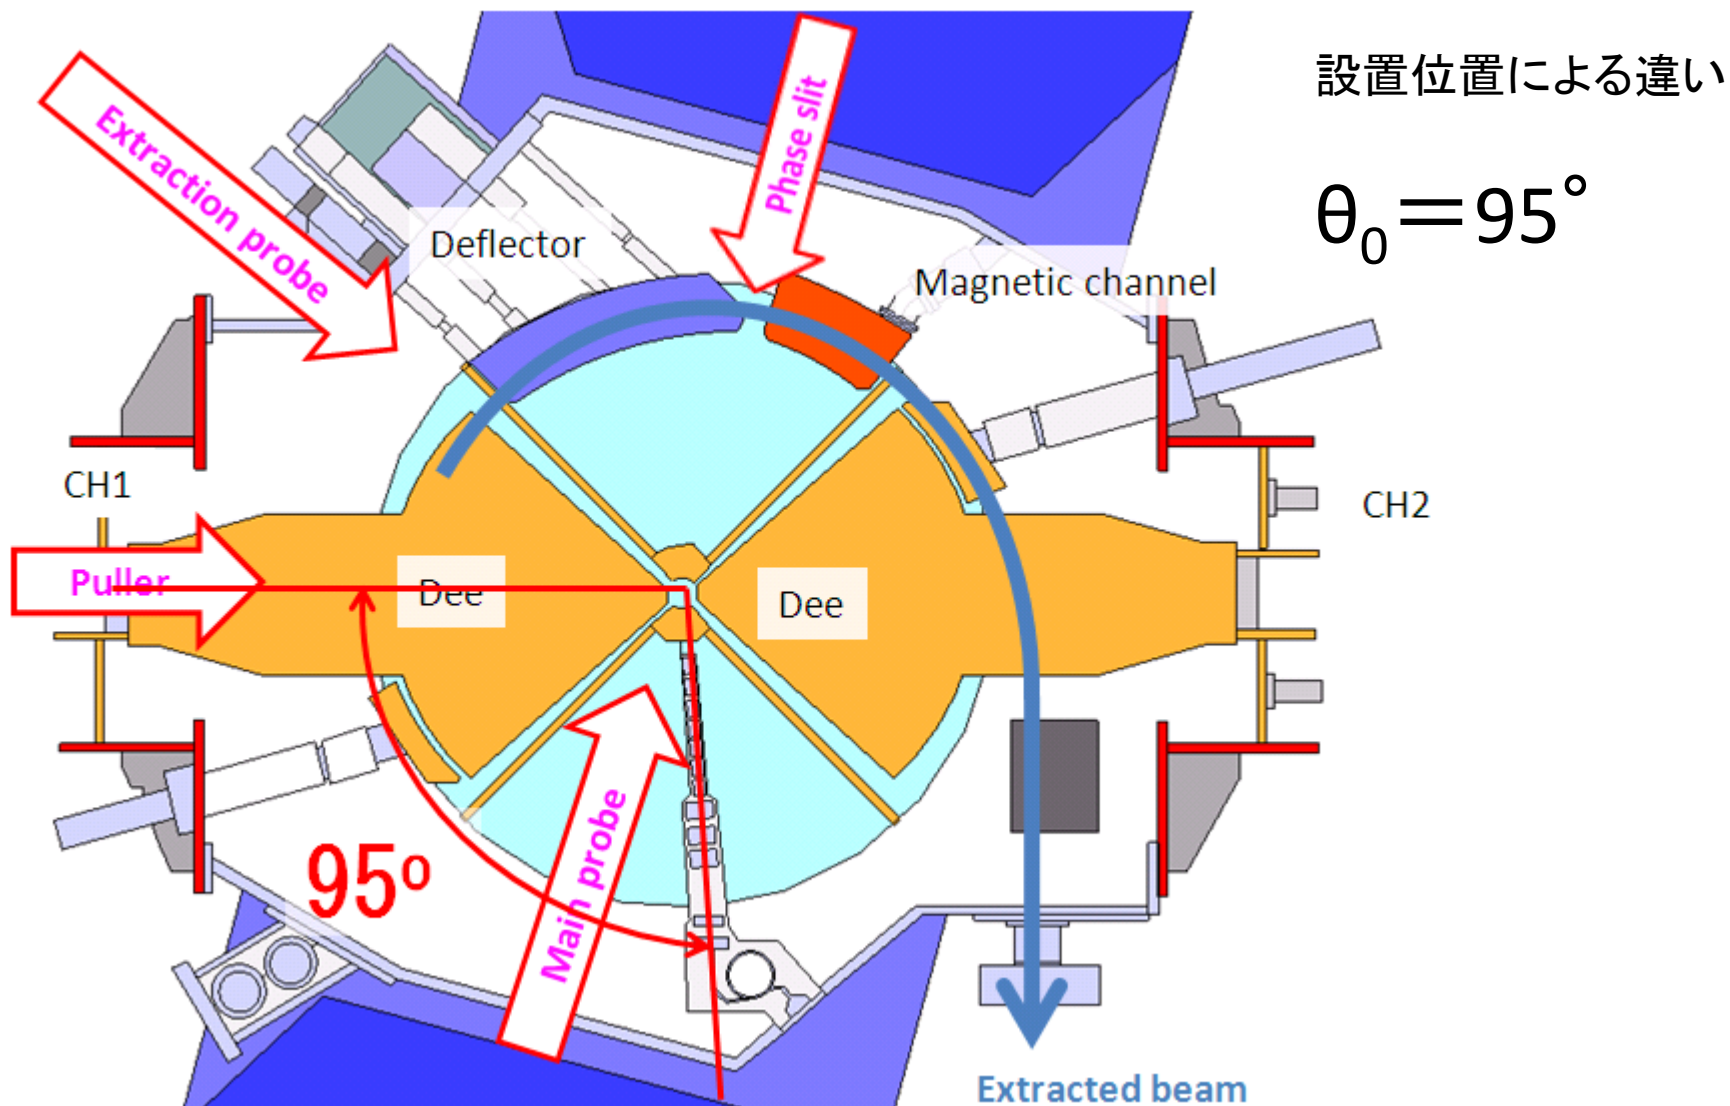 設置位置による違い
θ₀＝95°
Phase slit
Extraction probe
Deflector
Magnetic channel
CH1
CH2
Puller
Dee
Dee
95º
Main probe
Extracted beam